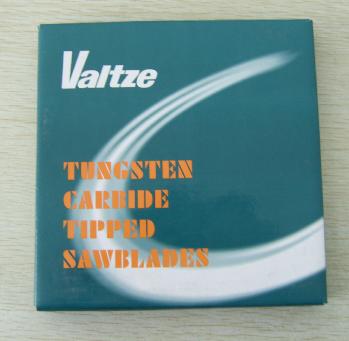 Valtze
TUNGSTEN
CARBIDE
TIPPED
SAWBLADES